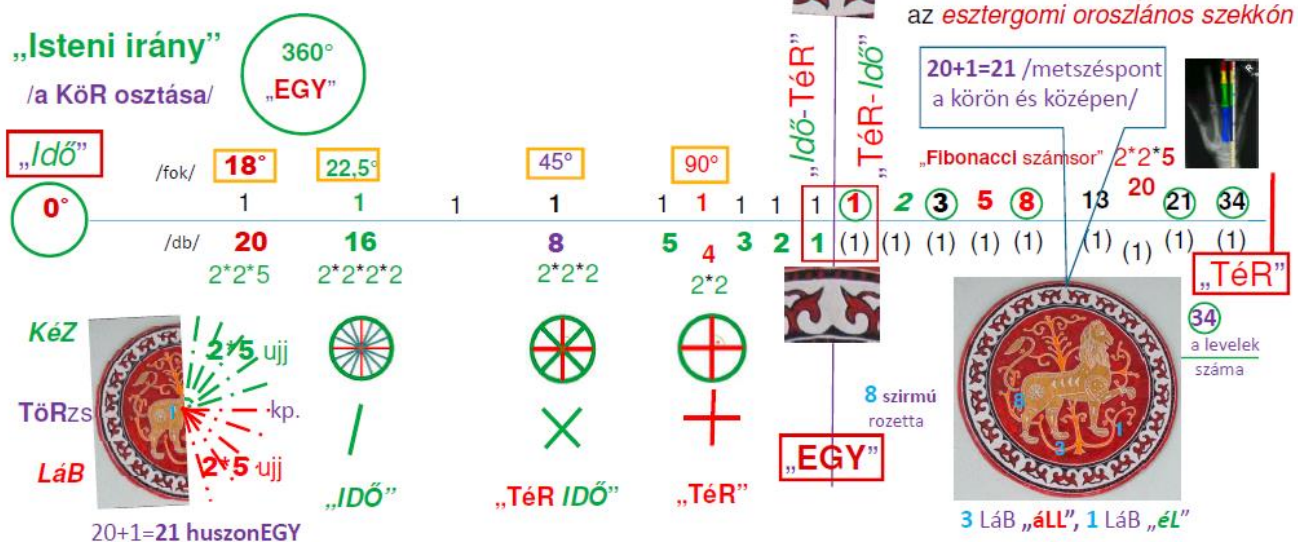 az esztergomi oroszlános szekkón
„Isteni irány”
/a KöR osztása/
360°
„EGY”
„Idő-TéR”
„TéR-Idő”
20+1=21 /metszéspont
a körön és középen/
„Idő”
0°
/fok/
18°
22,5°
45°
90°
„Fibonacci számsor” 2*2*5
20
1 1 1 1 1 1 1 1 1 1 2 3 5 8 13 21 34
/db/
20 16 8 5 4 3 2 1 (1) (1) (1) (1) (1) (1) (1) (1) (1)
2*2*5
2*2*2*2
2*2*2
2*2
„TéR”
KéZ
TöRzs
LáB
2*5 ujj
1
kp.
2*5 ujj
20+1=21 huszonEGY
„IDŐ”
„TéR IDŐ”
„TéR”
„EGY”
8 szirmú
rozetta
34
a levelek
száma
8
1
3
3 LáB „áLL”, 1 LáB „éL”